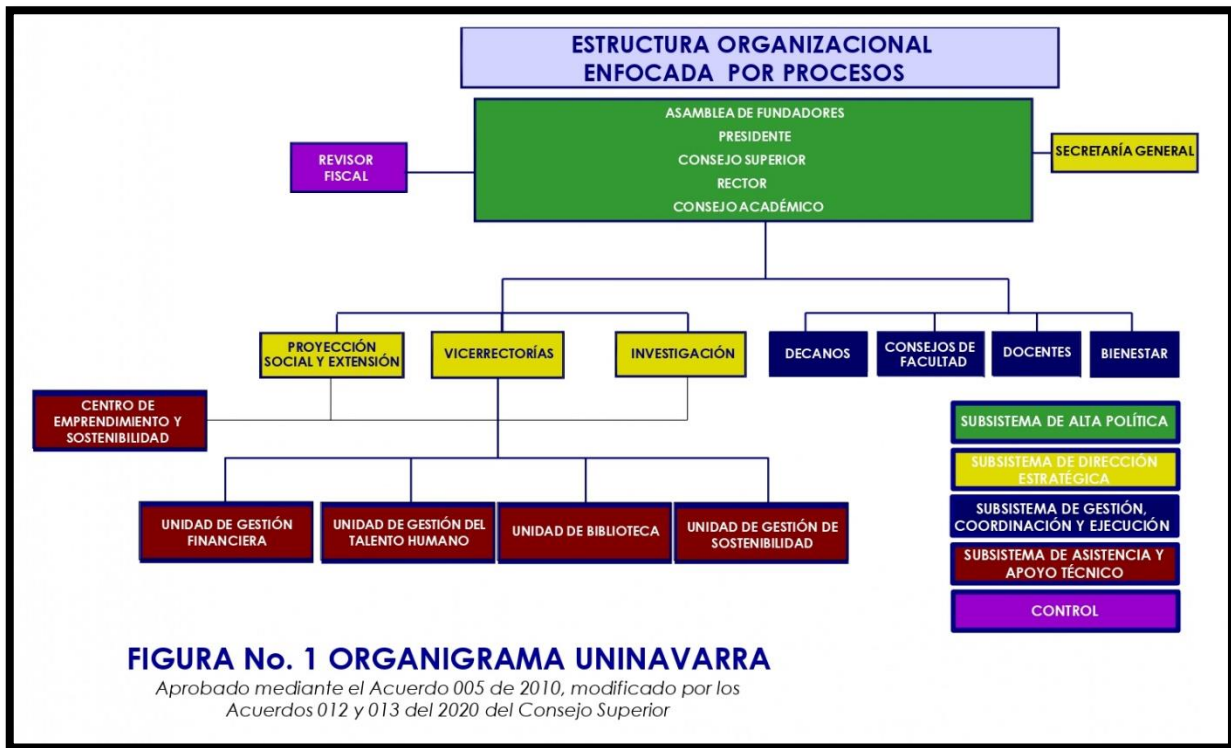 ESTRUCTURA ORGANIZACIONAL
ENFOCADA POR PROCESOS
ASAMBLEA DE FUNDADORES
PRESIDENTE
CONSEJO SUPERIOR
RECTOR
CONSEJO ACADÉMICO
REVISOR
FISCAL
SECRETARÍA GENERAL
PROYECCIÓN
SOCIAL Y EXTENSIÓN
VICERRECTORÍAS
INVESTIGACIÓN
DECANOS
CONSEJOS DE
FACULTAD
DOCENTES
BIENESTAR
CENTRO DE
EMPRENDIMIENTO Y
SOSTENIBILIDAD
UNIDAD DE GESTIÓN
FINANCIERA
UNIDAD DE GESTIÓN DEL
TALENTO HUMANO
UNIDAD DE BIBLIOTECA
UNIDAD DE GESTIÓN DE
SOSTENIBILIDAD
SUBSISTEMA DE ALTA POLÍTICA
SUBSISTEMA DE DIRECCIÓN
ESTRATÉGICA
SUBSISTEMA DE GESTIÓN,
COORDINACIÓN Y EJECUCIÓN
SUBSISTEMA DE ASISTENCIA Y
APOYO TÉCNICO
CONTROL
FIGURA No. 1 ORGANIGRAMA UNINAVARRA
Aprobado mediante el Acuerdo 005 de 2010, modificado por los
Acuerdos 012 y 013 del 2020 del Consejo Superior